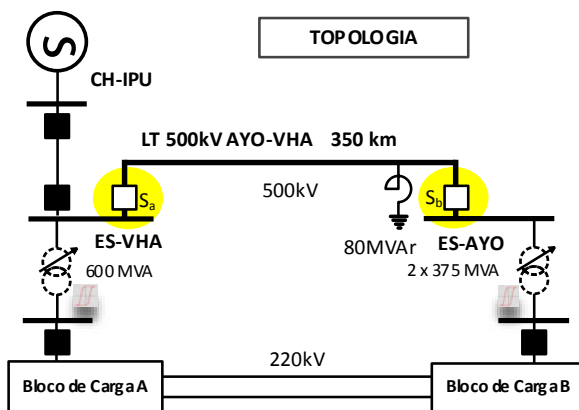 TOPOLOGIA
S
CH-IPU
LT 500kV AYO-VHA 350 km
Sa
500kV
Sb
ES-VHA
80MVAr
ES-AYO
600 MVA
2 x 375 MVA
220kV
Bloco de Carga A
Bloco de Carga B